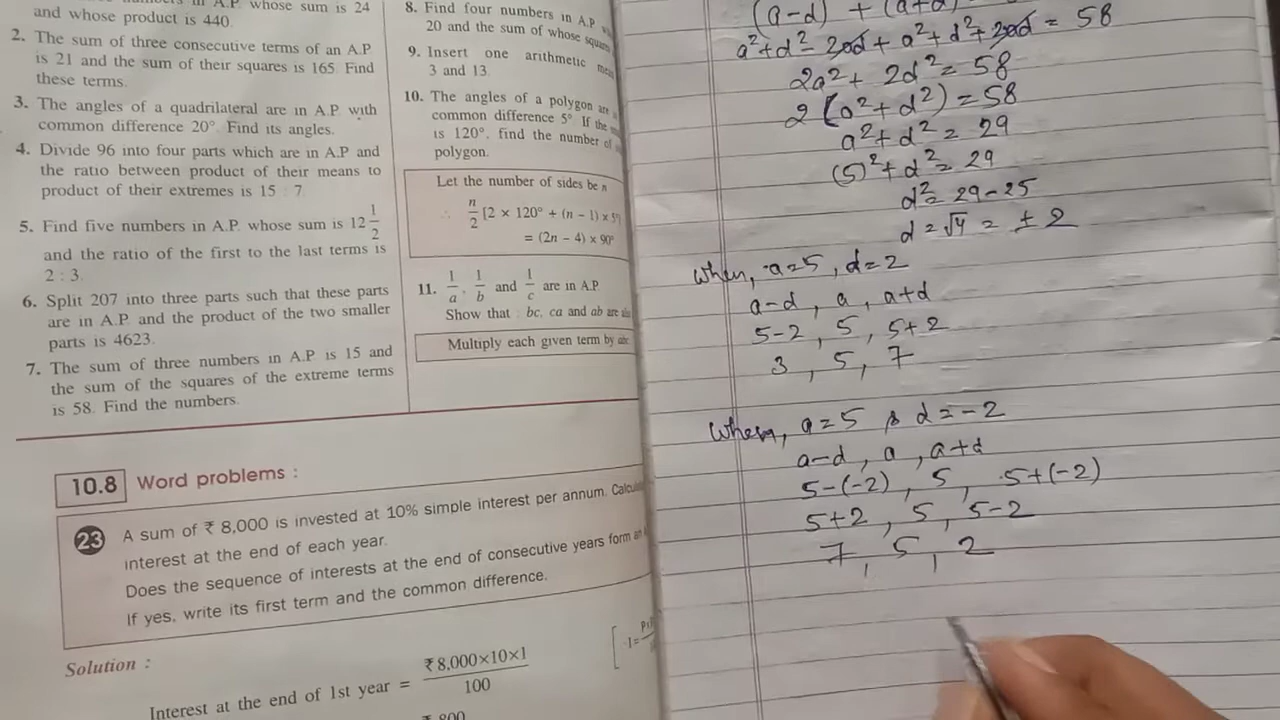 whose sum is 24
and whose product is 440.
2. The sum of three consecutive terms of an A.P.
is 21 and the sum of their squares is 165. Find
these terms.
3. The angles of a quadrilateral are in A.P. with
common difference 20°. Find its angles.
4. Divide 96 into four parts which are in A.P. and
the ratio between product of their means to
product of their extremes is 15 : 7.
5. Find five numbers in A.P. whose sum is 12 1/2
and the ratio of the first to the last terms is
2 : 3.
6. Split 207 into three parts such that these parts
are in A.P. and the product of the two smaller
parts is 4623.
7. The sum of three numbers in A.P. is 15 and
the sum of the squares of the extreme terms
is 58. Find the numbers.
8. Find four numbers in A.P.
20 and the sum of whose
9. Insert one arithmetic
3 and 13.
10. The angles of a polygon
common difference 5°. If the
is 120°, find the number of
polygon.
Let the number of sides be n
∴ n/2 [2 × 120° + (n − 1) × 5°]
= (2n − 4) × 90°
11. 1/a, 1/b and 1/c are in A.P.
Show that : bc, ca and ab are
Multiply each given term by abc
10.8 Word problems :
23 A sum of ₹ 8,000 is invested at 10% simple interest per annum.
interest at the end of each year.
Does the sequence of interests at the end of consecutive years form
If yes, write its first term and the common difference.
Solution :
Interest at the end of 1st year = ₹ 8,000×10×1/100
(a-d) + (a+d)
a²+d²-2ad + a²+d²+2ad = 58
2a² + 2d² = 58
2(a²+d²) = 58
a²+d² = 29
(5)²+d² = 29
d² = 29-25
d = √4 = ±2
when, a=5, d=2
a-d, a, a+d
5-2, 5, 5+2
3, 5, 7
When, a=5 & d=-2
a-d, a, a+d
5-(-2), 5, 5+(-2)
5+2, 5, 5-2
7, 5, 2